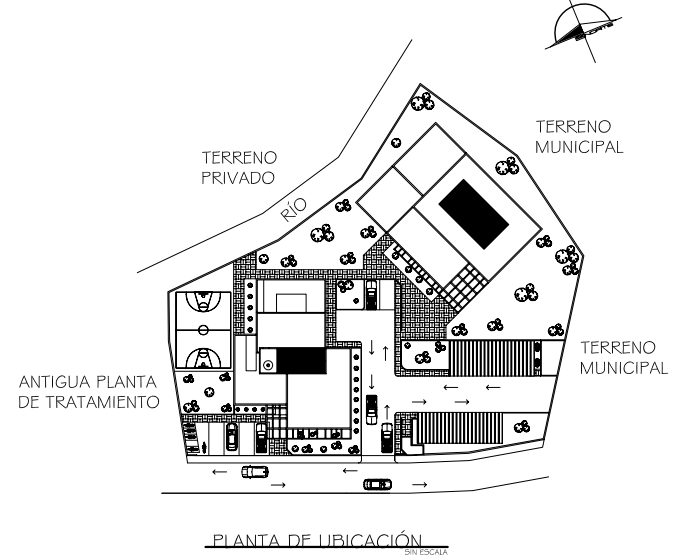 TERRENO
MUNICIPAL
TERRENO
PRIVADO
RÍO
TERRENO
MUNICIPAL
ANTIGUA PLANTA
DE TRATAMIENTO
PLANTA DE UBICACIÓN
SIN ESCALA